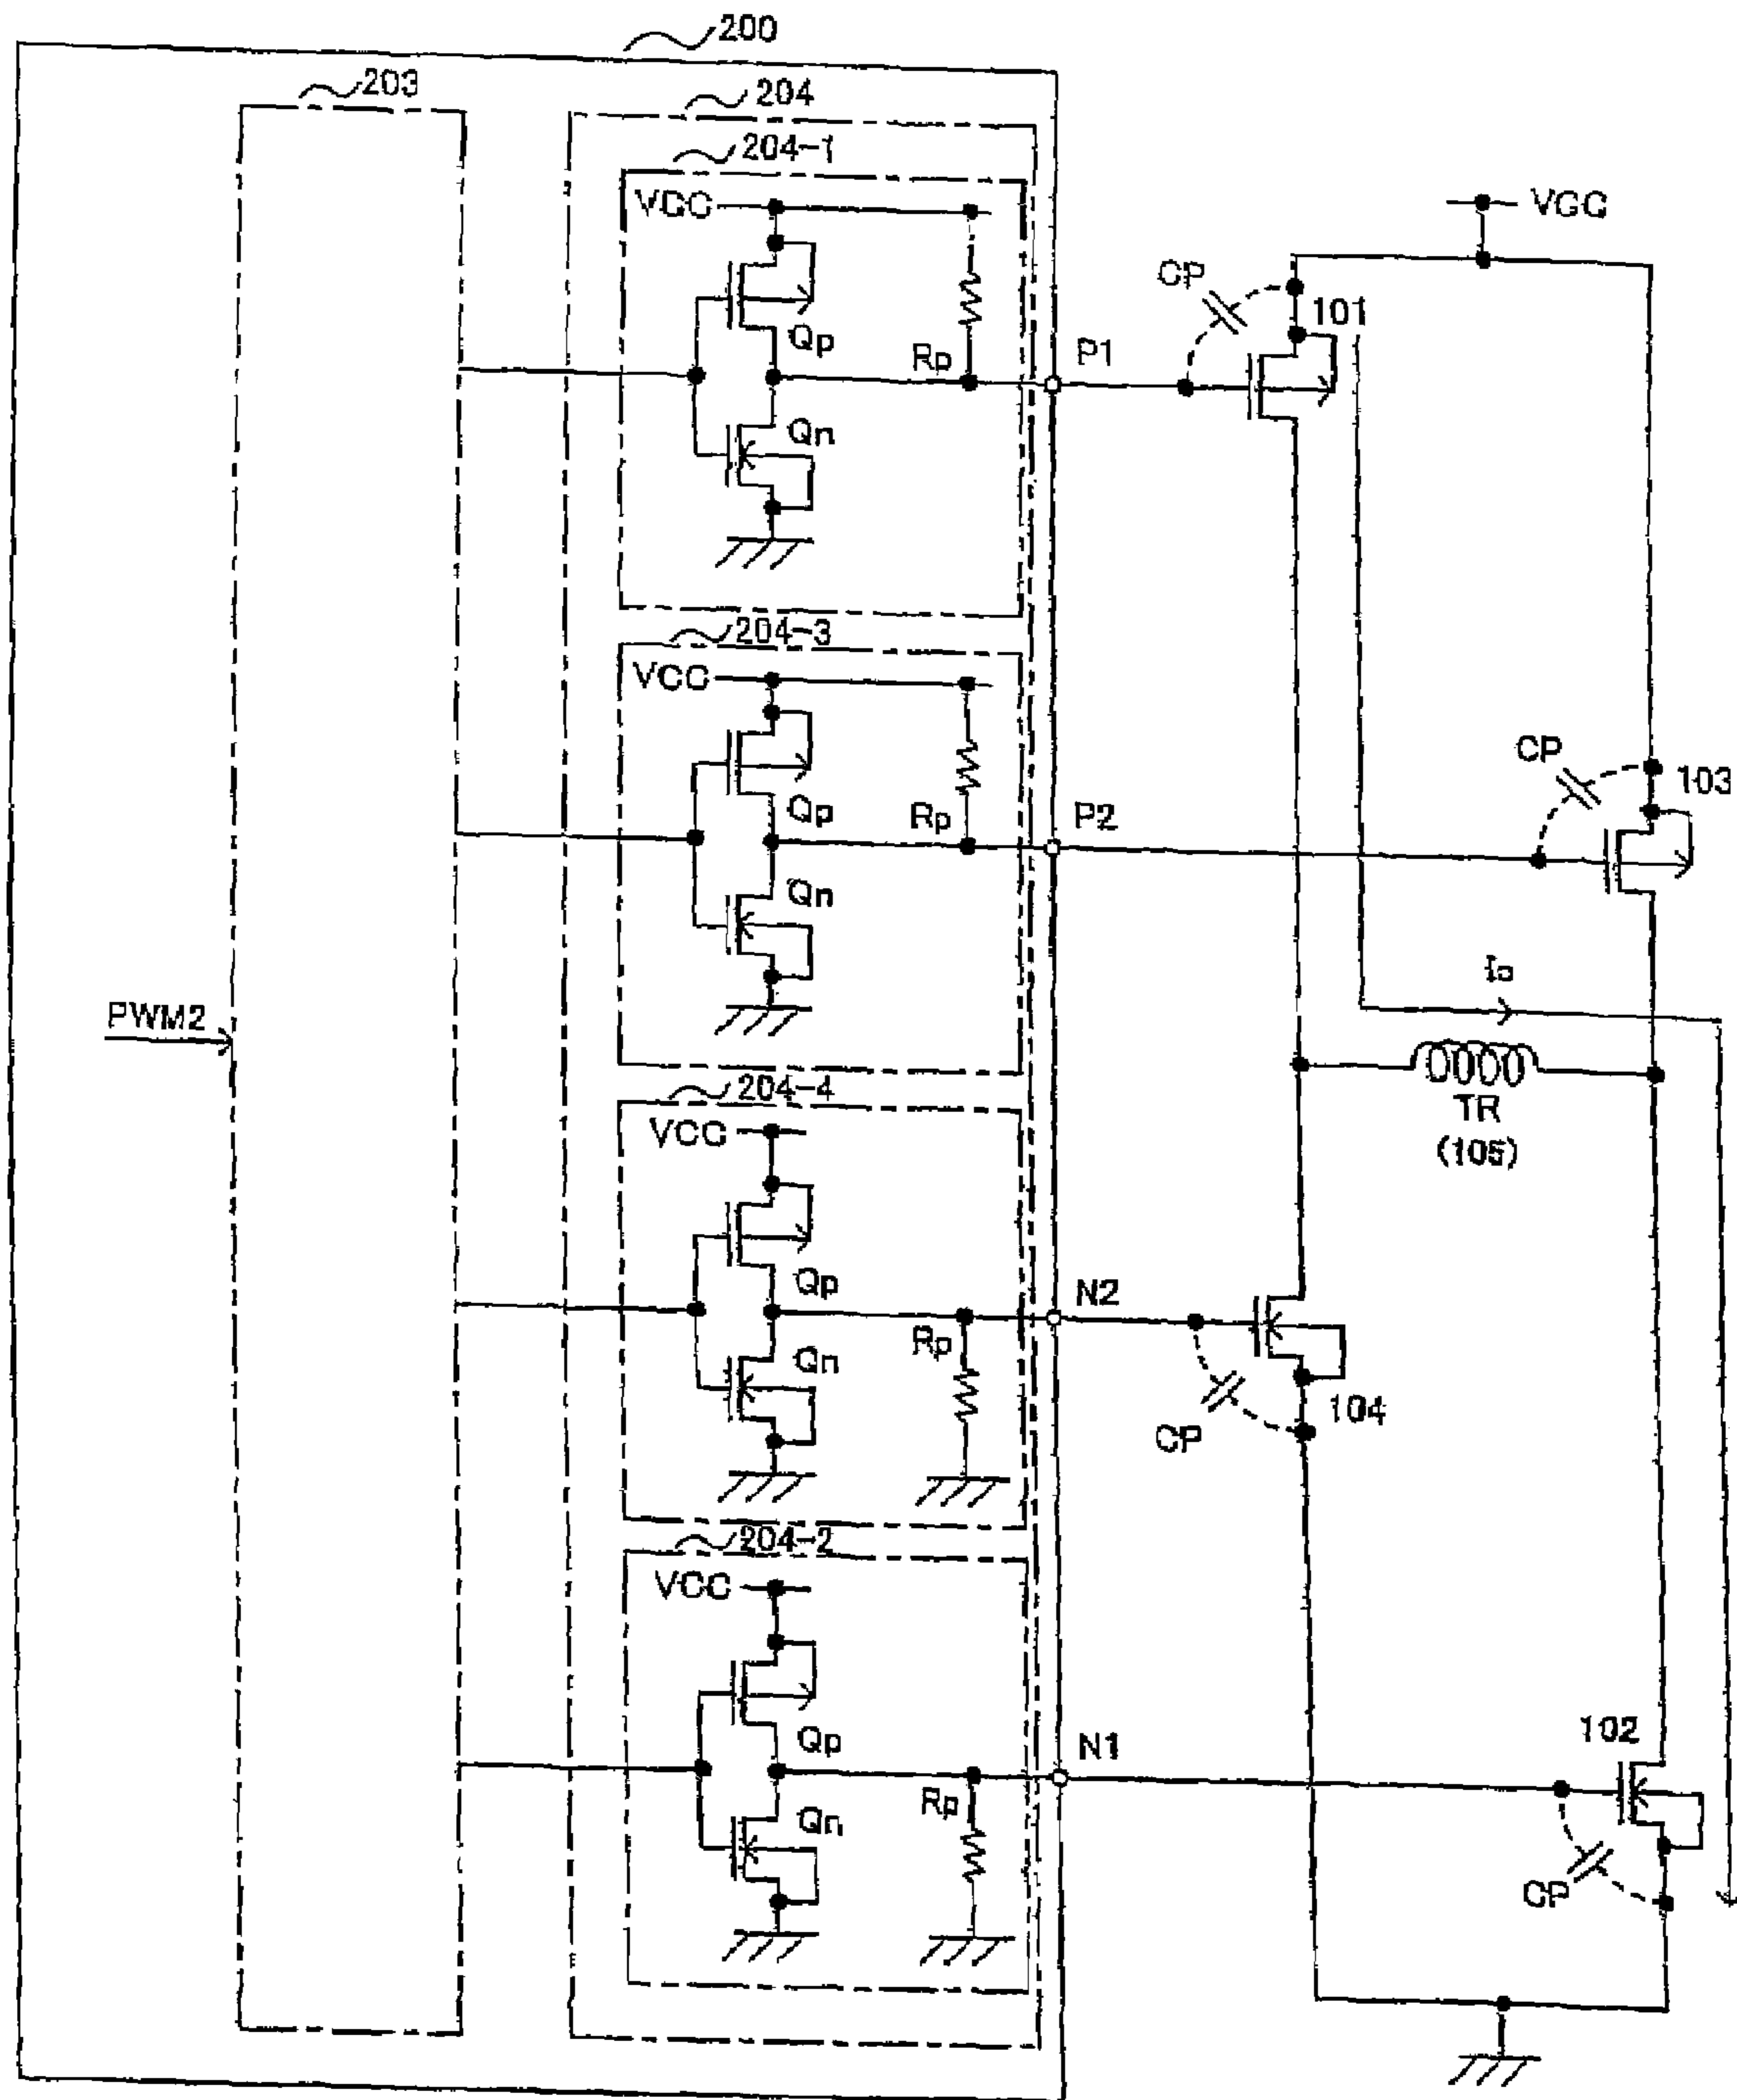 200
203
204
204-1
VCC
Qp
Qn
Rp
P1
CP
101
VCC
204-3
VCC
Qp
Qn
Rp
P2
CP
103
PWM2
Io
TR
(105)
204-4
VCC
Qp
Qn
Rp
N2
CP
104
204-2
VCC
Qp
Qn
Rp
N1
CP
102